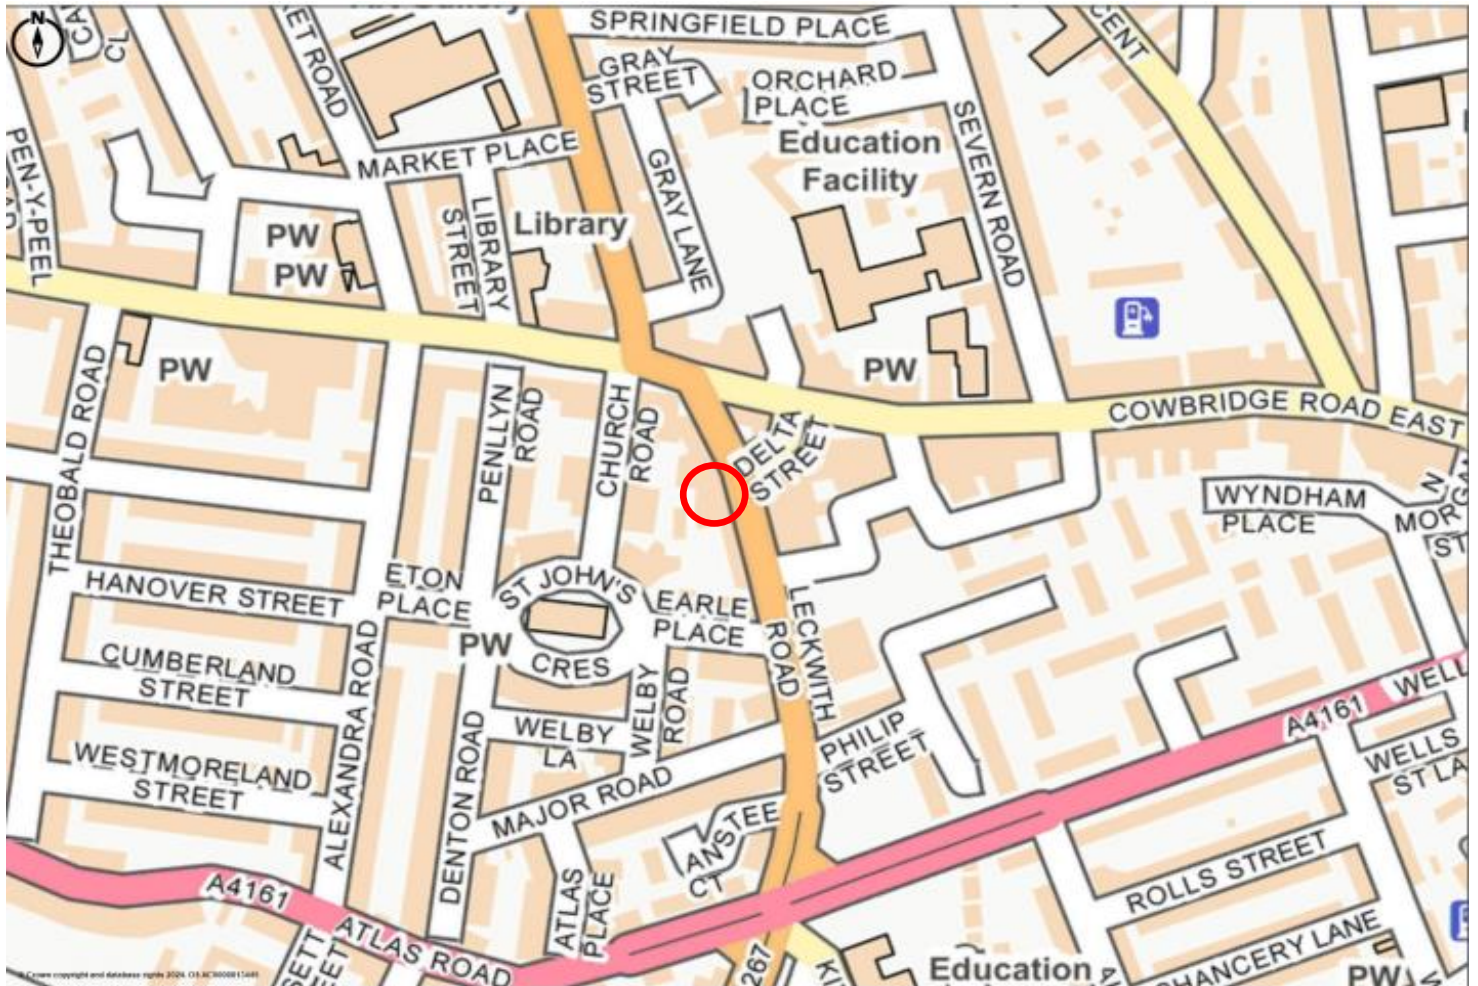 N
CL
SPRINGFIELD PLACE
CENT
GRAY
STREET
ORCHARD
PLACE
Education
Facility
SEVERN ROAD
MARKET PLACE
GRAY LANE
PEN-Y-PEEL
PW
PW
LIBRARY
STREET
LIBRARY
STREET
Library
PW
THEOBALD ROAD
PENLLYN
ROAD
CHURCH
ROAD
DELTA
STREET
PW
COWBRIDGE ROAD EAST
WYNDHAM
PLACE
HANOVER STREET
ETON
PLACE
ST JOHN'S
CRES
PW
EARLE
PLACE
LECKWITH
ROAD
CUMBERLAND
STREET
ALEXANDRA ROAD
WELBY
LA
WELBY
ROAD
WESTMORELAND
STREET
DENTON ROAD
MAJOR ROAD
PHILIP
STREET
A4161
WELLS
ST LA
ANSTEE
CT
ATLAS
PLACE
A4161
ATLAS ROAD
ROLLS STREET
Education
CHANCERY LANE
PW